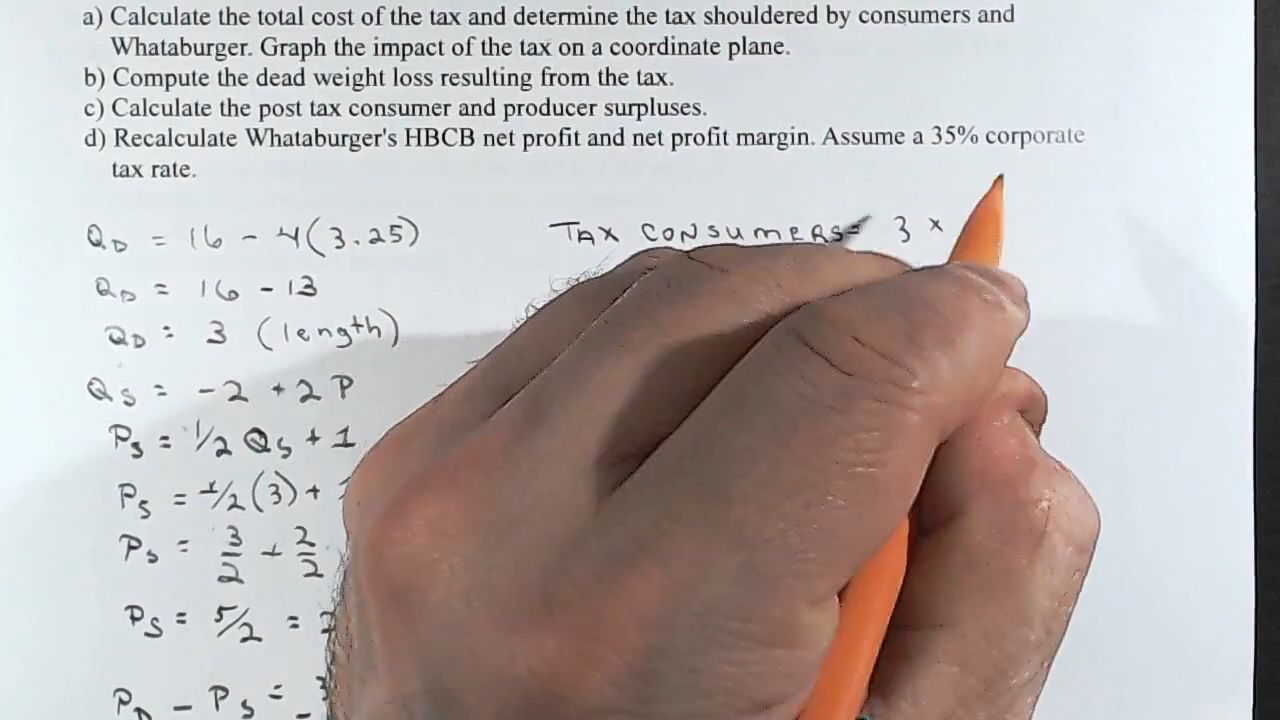 a) Calculate the total cost of the tax and determine the tax shouldered by consumers and
Whataburger. Graph the impact of the tax on a coordinate plane.
b) Compute the dead weight loss resulting from the tax.
c) Calculate the post tax consumer and producer surpluses.
d) Recalculate Whataburger's HBCB net profit and net profit margin. Assume a 35% corporate
tax rate.
QD = 16 - 4(3.25)
QD = 16 - 13
QD = 3 (length)
QS = -2 + 2P
PS = 1/2 QS + 1
PS = 1/2 (3) +
PS = 3/2 + 2/2
PS = 5/2 =
PD - PS =
TAX CONSUMERS = 3 ×